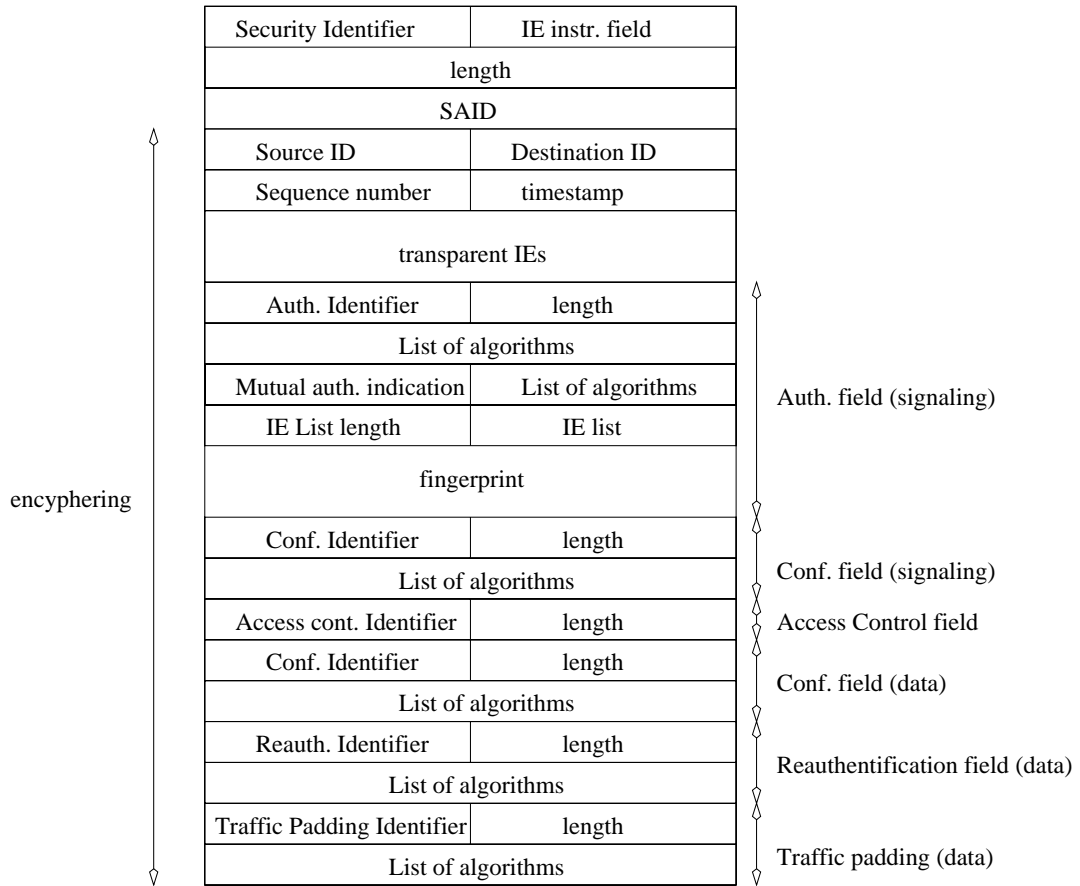 Security Identifier IE instr. field
length
SAID
Source ID Destination ID
Sequence number timestamp
transparent IEs
Auth. Identifier length
List of algorithms
Mutual auth. indication List of algorithms
Auth. field (signaling)
IE List length IE list
fingerprint
encyphering
Conf. Identifier length
Conf. field (signaling)
List of algorithms
Access cont. Identifier length Access Control field
Conf. Identifier length
Conf. field (data)
List of algorithms
Reauth. Identifier length
Reauthentification field (data)
List of algorithms
Traffic Padding Identifier length
Traffic padding (data)
List of algorithms